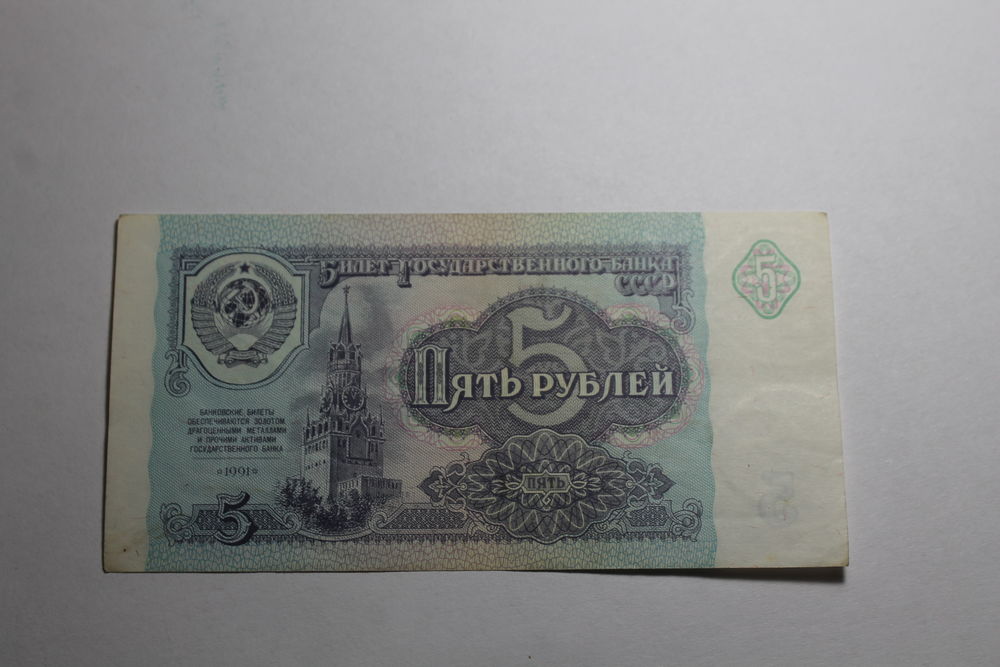 Билет Государственного банка
СССР
5
5
Пять рублей
БАНКОВСКИЕ БИЛЕТЫ
ОБЕСПЕЧИВАЮТСЯ ЗОЛОТОМ,
ДРАГОЦЕННЫМИ МЕТАЛЛАМИ
И ПРОЧИМИ АКТИВАМИ
ГОСУДАРСТВЕННОГО БАНКА
1991
ПЯТЬ
5